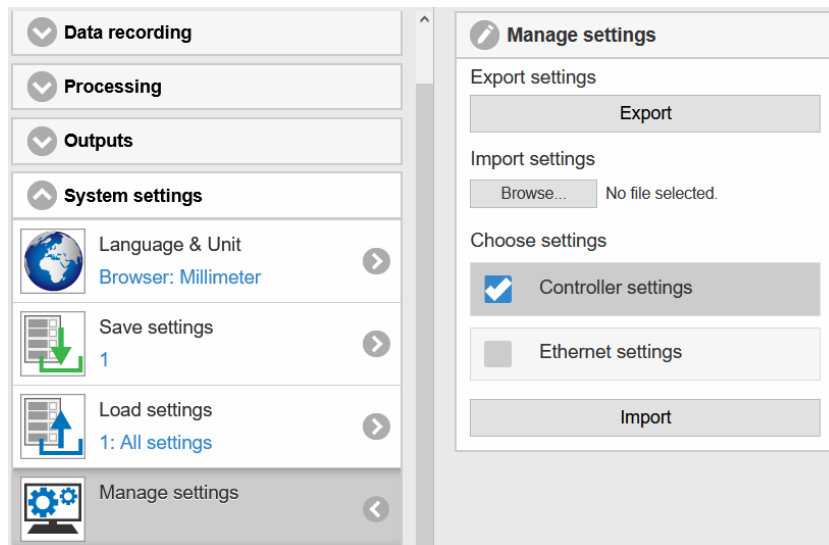 Data recording
Processing
Outputs
System settings
Language & Unit
Browser: Millimeter
Save settings
1
Load settings
1: All settings
Manage settings
Manage settings
Export settings
Export
Import settings
Browse... No file selected.
Choose settings
Controller settings
Ethernet settings
Import